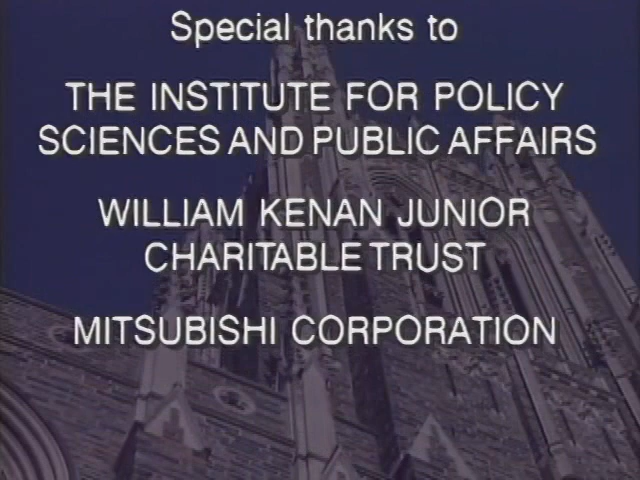 Special thanks to
THE INSTITUTE FOR POLICY
SCIENCES AND PUBLIC AFFAIRS
WILLIAM KENAN JUNIOR
CHARITABLE TRUST
MITSUBISHI CORPORATION